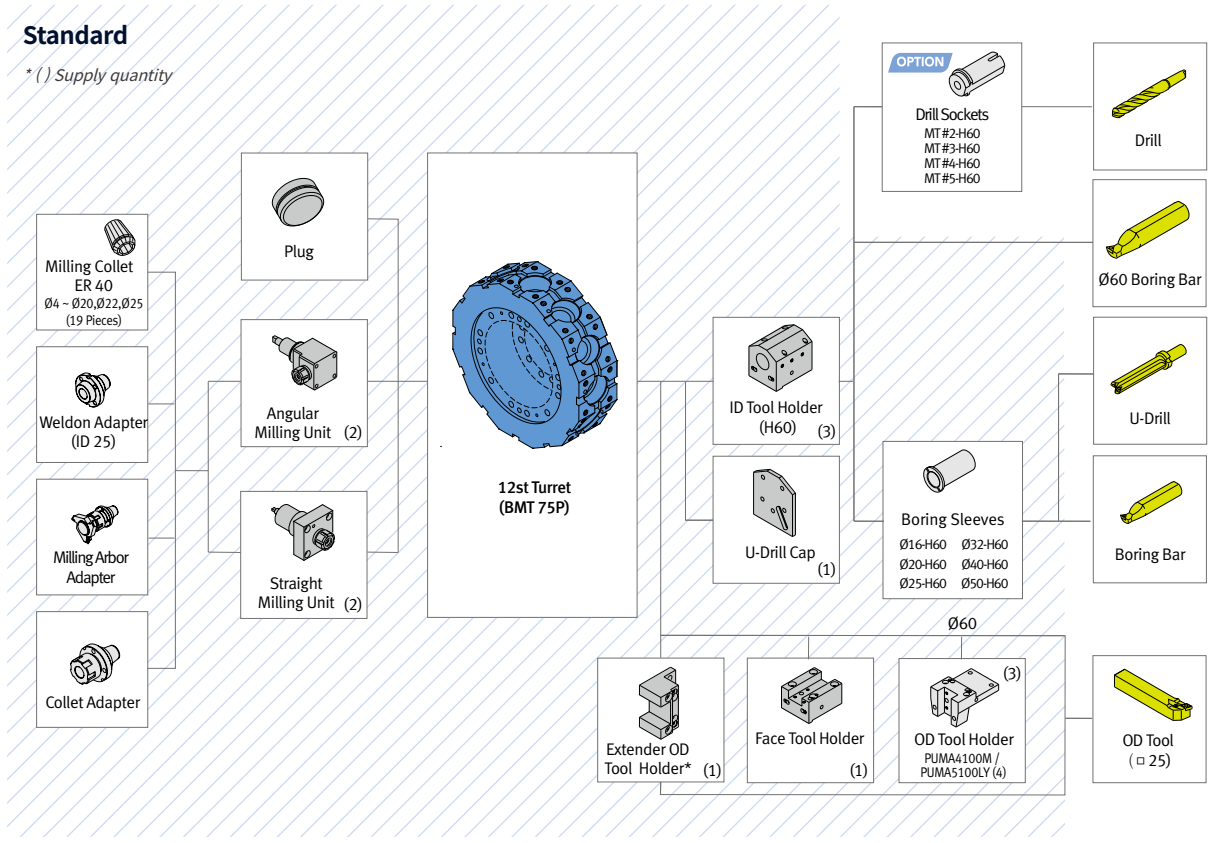 Standard
* ( ) Supply quantity
OPTION
Drill Sockets
MT#2-H60
MT#3-H60
MT#4-H60
MT#5-H60
Drill
Plug
Ø60 Boring Bar
Milling Collet
ER 40
Ø4 ~ Ø20,Ø22,Ø25
(19 Pieces)
Weldon Adapter
(ID 25)
Angular
Milling Unit (2)
ID Tool Holder
(H60) (3)
U-Drill
12st Turret
(BMT 75P)
U-Drill Cap
(1)
Boring Sleeves
Ø16-H60 Ø32-H60
Ø20-H60 Ø40-H60
Ø25-H60 Ø50-H60
Boring Bar
Milling Arbor
Adapter
Straight
Milling Unit (2)
Collet Adapter
Ø60
Extender OD
Tool Holder* (1)
Face Tool Holder
(1)
(3)
OD Tool Holder
PUMA4100M /
PUMA5100LY (4)
OD Tool
(□ 25)